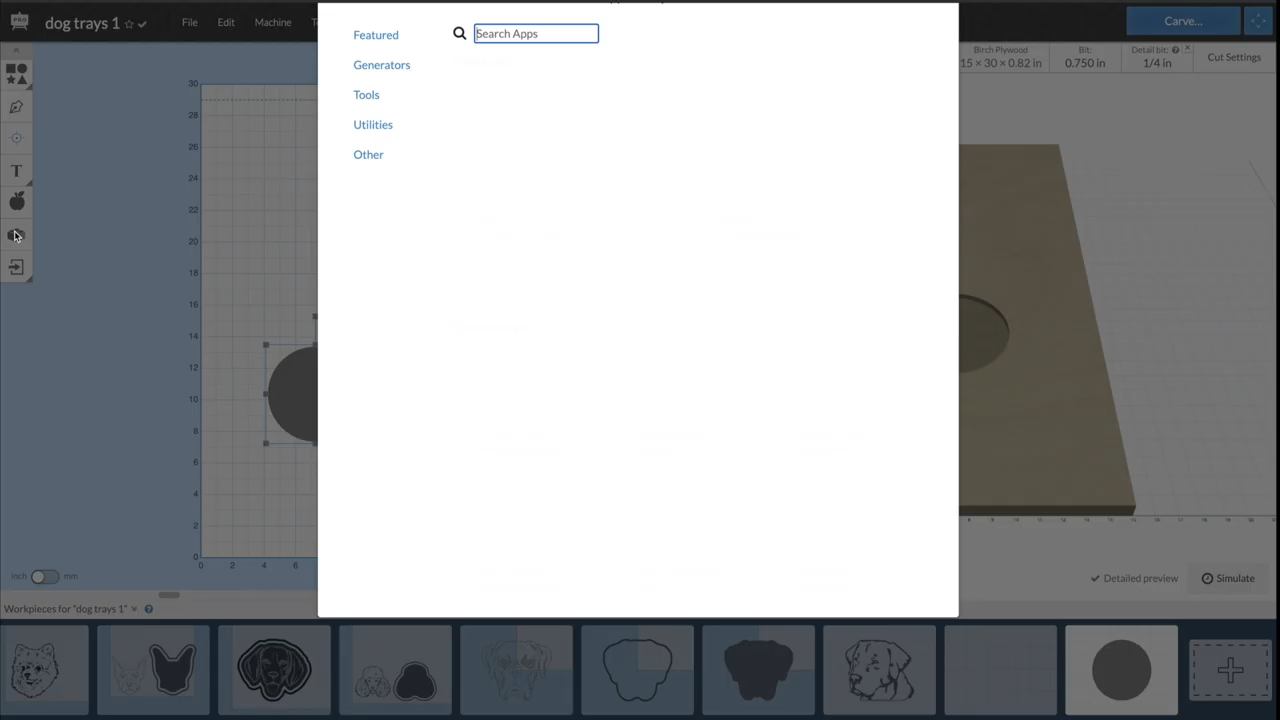 PRO
dog trays 1
File
Edit
Machine
Carve...
Featured
Generators
Tools
Utilities
Other
Search Apps
Birch Plywood
15 × 30 × 0.82 in
Bit:
0.750 in
Detail bit:
1/4 in
Cut Settings
T
30
28
26
24
22
20
18
16
14
12
10
8
6
4
2
0
0
2
4
6
inch
mm
Detailed preview
Simulate
Workpieces for "dog trays 1"